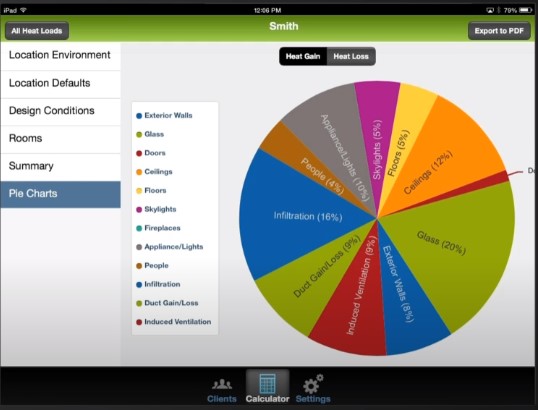 iPad
12:06 PM
79%
All Heat Loads
Smith
Export to PDF
Location Environment
Location Defaults
Design Conditions
Rooms
Summary
Pie Charts
Heat Gain
Heat Loss
Exterior Walls
Glass
Doors
Ceilings
Floors
Skylights
Fireplaces
Appliance/Lights
People
Infiltration
Duct Gain/Loss
Induced Ventilation
Skylights (5%)
Floors (5%)
Ceilings (12%)
Glass (20%)
Exterior Walls (8%)
Induced Ventilation (9%)
Duct Gain/Loss (9%)
Infiltration (16%)
People (4%)
Appliance/Lights (10%)
Clients
Calculator
Settings